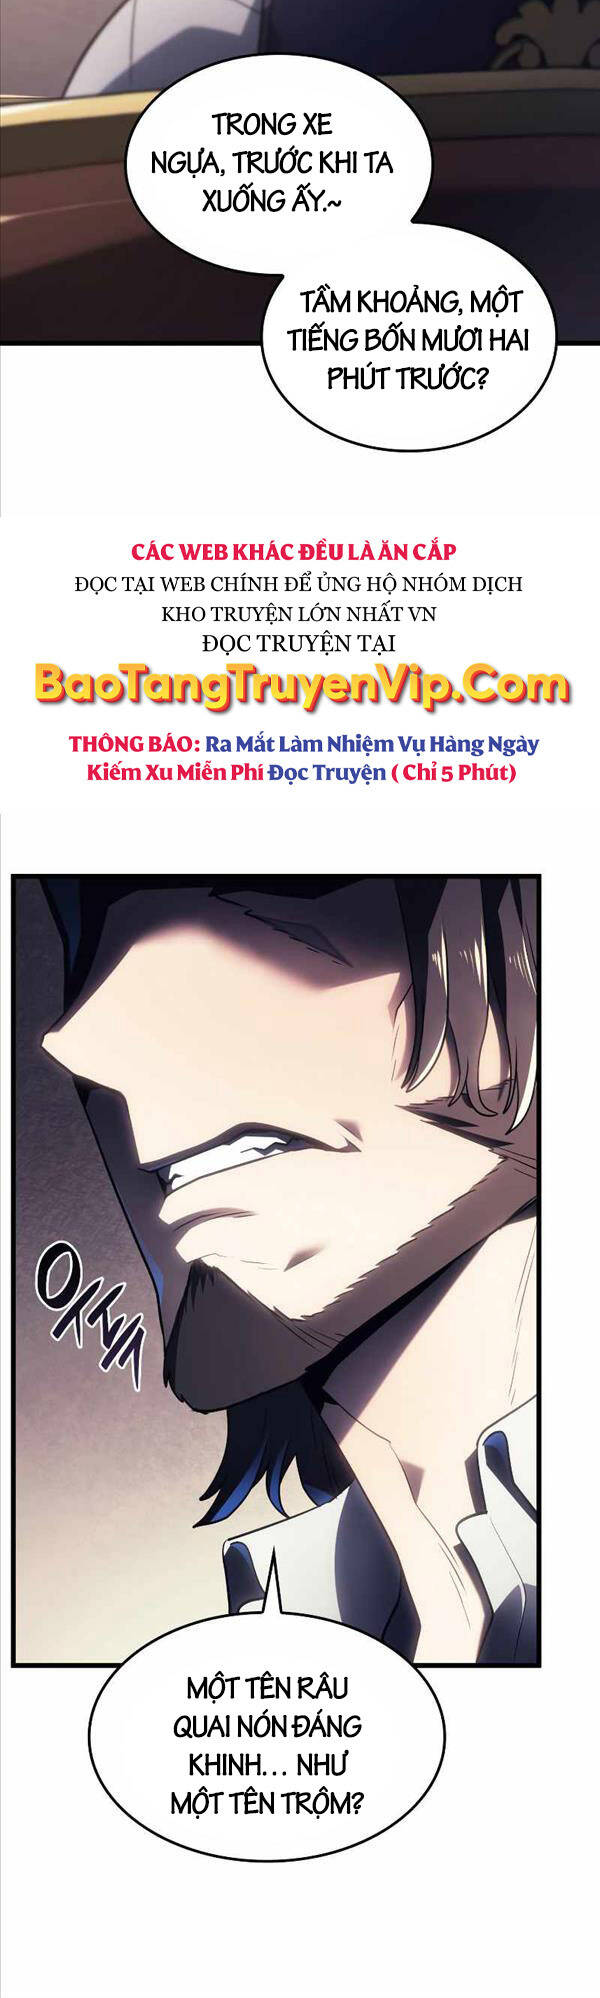 TRONG XE
NGỰA, TRƯỚC KHI TA
XUỐNG ẤY.~
TẦM KHOẢNG, MỘT
TIẾNG BỐN MƯƠI HAI
PHÚT TRƯỚC?
CÁC WEB KHÁC ĐỀU LÀ ĂN CẮP
ĐỌC TẠI WEB CHÍNH ĐỂ ỦNG HỘ NHÓM DỊCH
KHO TRUYỆN LỚN NHẤT VN
ĐỌC TRUYỆN TẠI
BaoTangTruyenVip.Com
THÔNG BÁO: Ra Mắt Làm Nhiệm Vụ Hàng Ngày
Kiếm Xu Miễn Phí Đọc Truyện ( Chỉ 5 Phút)
MỘT TÊN RÂU
QUAI NÓN ĐÁNG
KHINH... NHƯ
MỘT TÊN TRỘM?